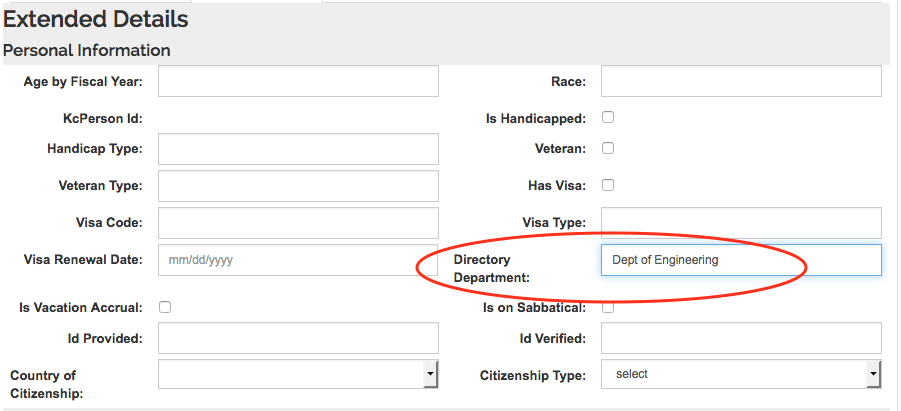 Extended Details
Personal Information
Age by Fiscal Year:
Race:
KcPerson Id:
Is Handicapped:
Handicap Type:
Veteran:
Veteran Type:
Has Visa:
Visa Code:
Visa Type:
Visa Renewal Date: mm/dd/yyyy
Directory
Department:
Dept of Engineering
Is Vacation Accrual:
Is on Sabbatical:
Id Provided:
Id Verified:
Country of
Citizenship:
Citizenship Type: select